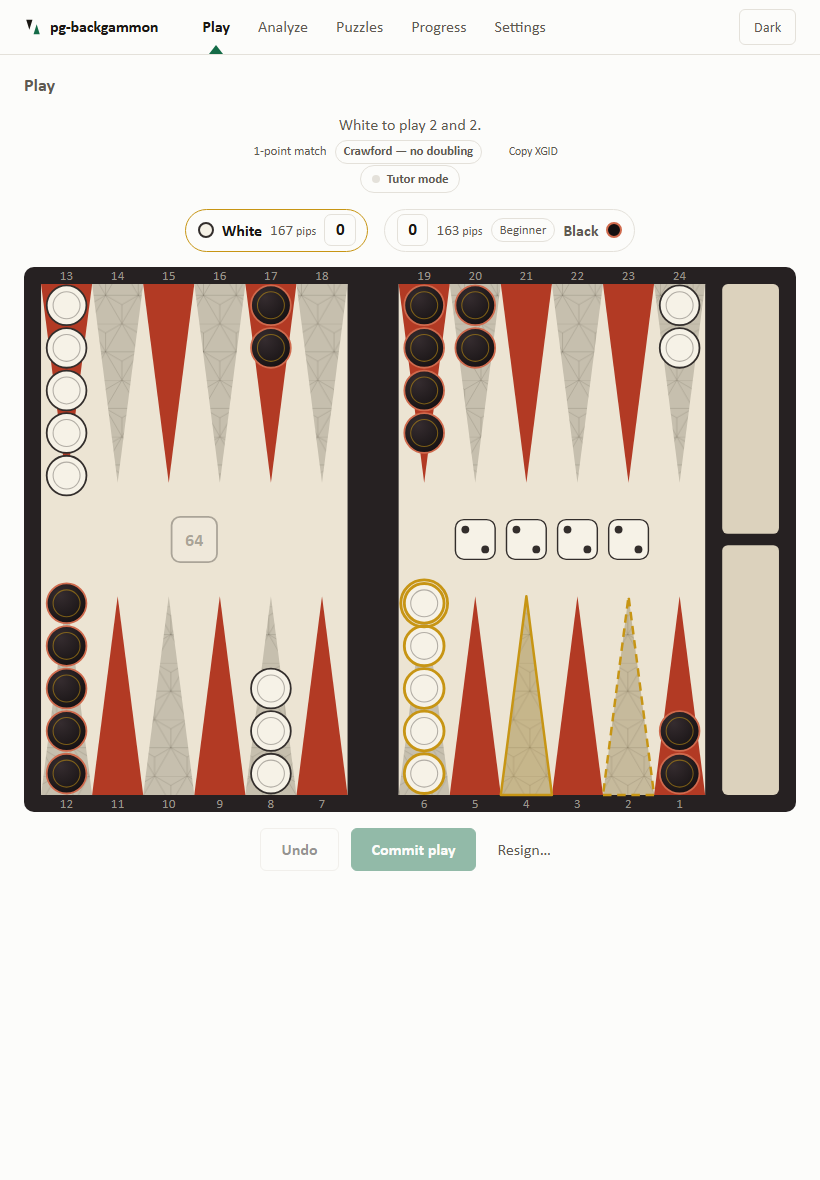 pg-backgammon Play Analyze Puzzles Progress Settings Dark
Play
White to play 2 and 2.
1-point match Crawford — no doubling Copy XGID
Tutor mode
White 167 pips 0 0 163 pips Beginner Black
13 14 15 16 17 18 19 20 21 22 23 24
64
12 11 10 9 8 7 6 5 4 3 2 1
Undo Commit play Resign...